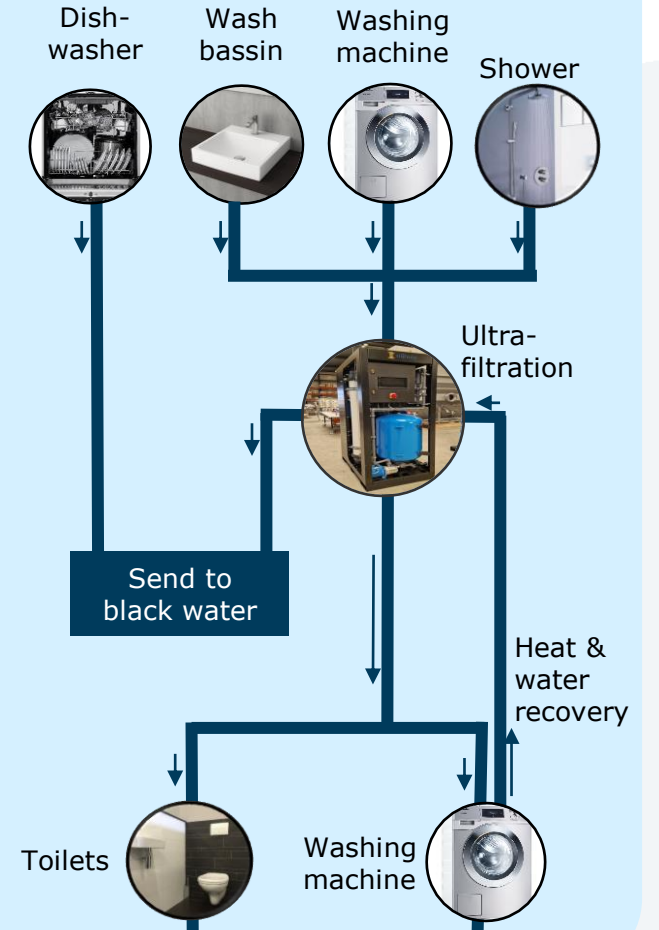 Dish-
washer
Wash
bassin
Washing
machine
Shower
Ultra-
filtration
Send to
black water
Heat &
water
recovery
Toilets
Washing
machine